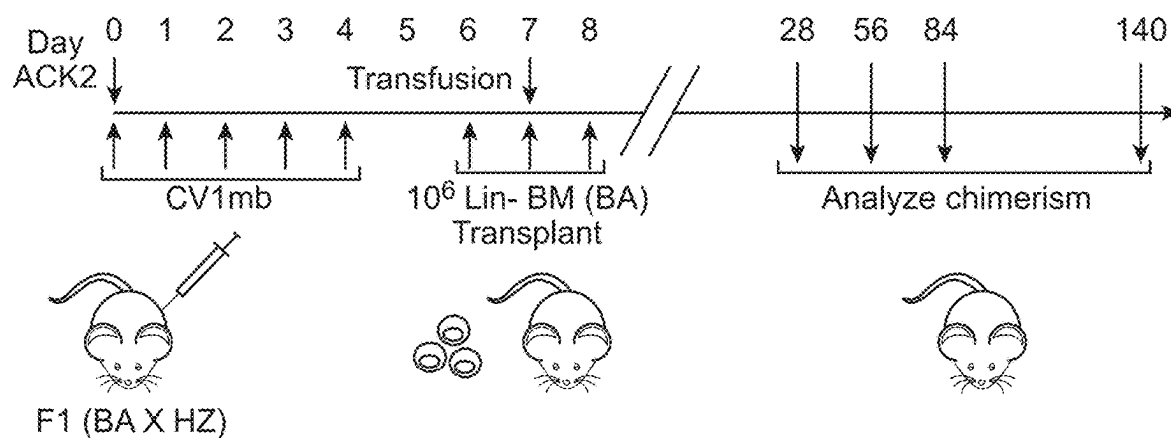 Day 0 1 2 3 4 5 6 7 8 28 56 84 140
ACK2 Transfusion
CV1mb 10⁶ Lin- BM (BA) Analyze chimerism
Transplant
F1 (BA X HZ)